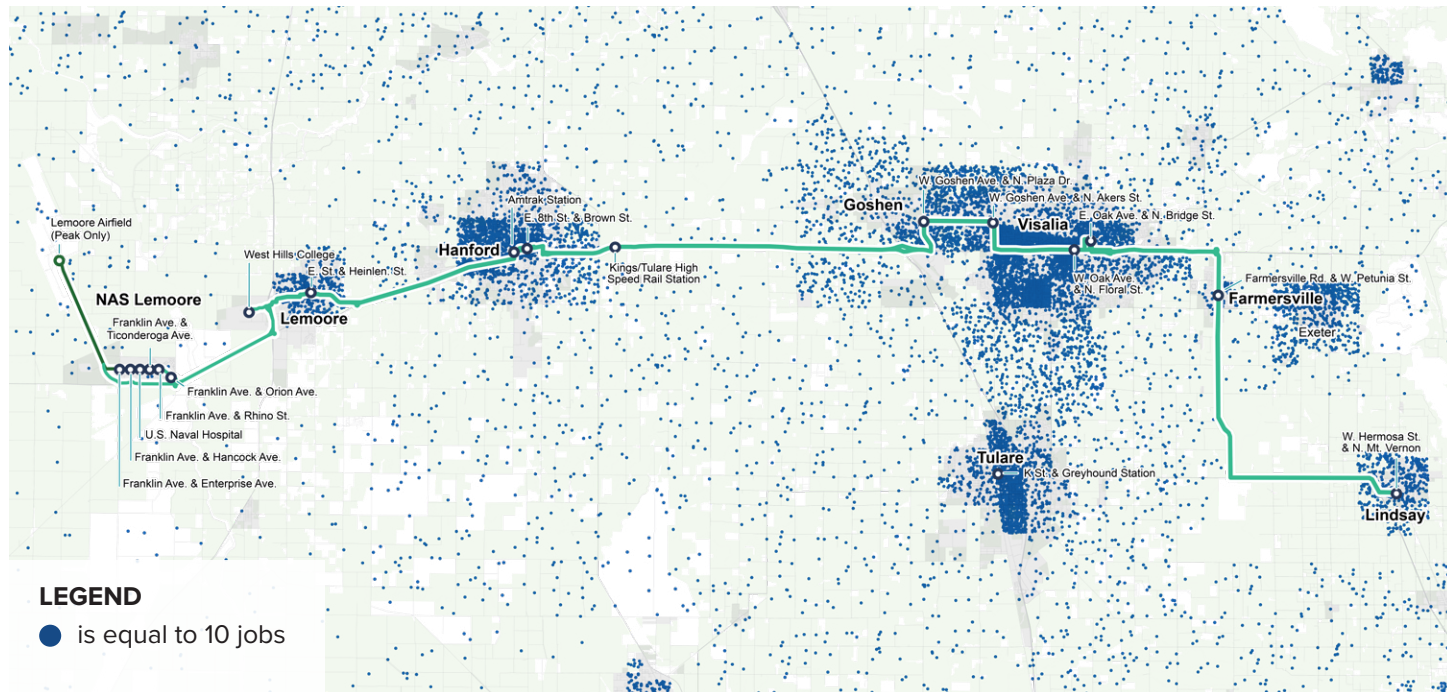 W. Goshen Ave. & N. Plaza Dr.
W. Goshen Ave. & N. Akers St.
Goshen
Amtrak Station
E. 8th St. & Brown St.
E. Oak Ave. & N. Bridge St.
Visalia
Lemoore Airfield
(Peak Only)
Hanford
West Hills College
E. St. & Heinlen. St.
Kings/Tulare High
Speed Rail Station
W. Oak Ave.
& N. Floral St.
Farmersville Rd. & W. Petunia St.
Farmersville
NAS Lemoore
Lemoore
Franklin Ave. &
Ticonderoga Ave.
Exeter
Franklin Ave. & Orion Ave.
Franklin Ave. & Rhino St.
U.S. Naval Hospital
Franklin Ave. & Hancock Ave.
Franklin Ave. & Enterprise Ave.
Tulare
K St. & Greyhound Station
W. Hermosa St.
& N. Mt. Vernon
Lindsay
LEGEND
is equal to 10 jobs